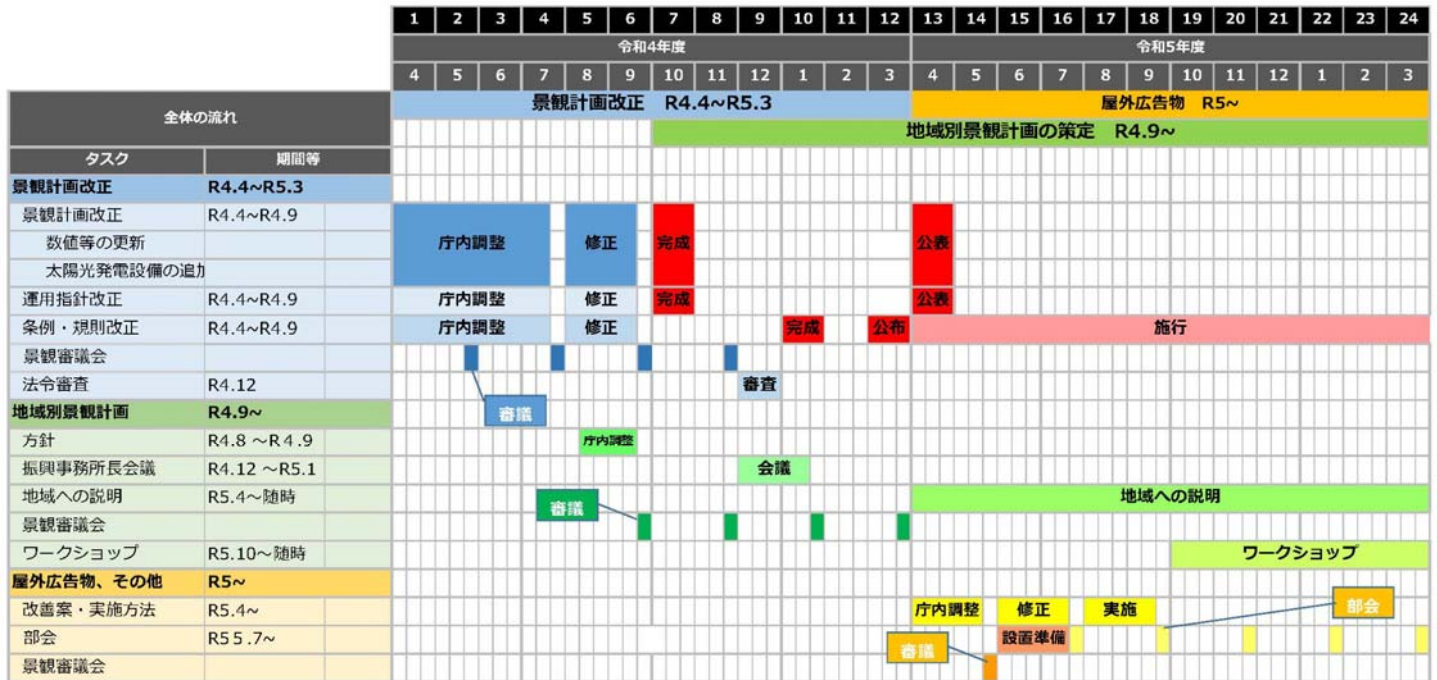 1 2 3 4 5 6 7 8 9 10 11 12 13 14 15 16 17 18 19 20 21 22 23 24
令和4年度 令和5年度
4 5 6 7 8 9 10 11 12 1 2 3 4 5 6 7 8 9 10 11 12 1 2 3
全体の流れ
景観計画改正 R4.4~R5.3 屋外広告物 R5~
地域別景観計画の策定 R4.9~
タスク 期間等
景観計画改正 R4.4~R5.3
景観計画改正 R4.4~R4.9
数値等の更新 庁内調整 修正 完成 公表
太陽光発電設備の追加
運用指針改正 R4.4~R4.9 庁内調整 修正 完成 公表
条例・規則改正 R4.4~R4.9 庁内調整 修正 完成 公布 施行
景観審議会
法令審査 R4.12 審査
地域別景観計画 R4.9~ 審議
方針 R4.8 ～R4.9 庁内調整
振興事務所長会議 R4.12 ～R5.1 会議
地域への説明 R5.4～随時 審議 地域への説明
景観審議会
ワークショップ R5.10～随時 ワークショップ
屋外広告物、その他 R5~
改善案・実施方法 R5.4~ 庁内調整 修正 実施 部会
部会 R5５.7~ 審議 設置準備
景観審議会